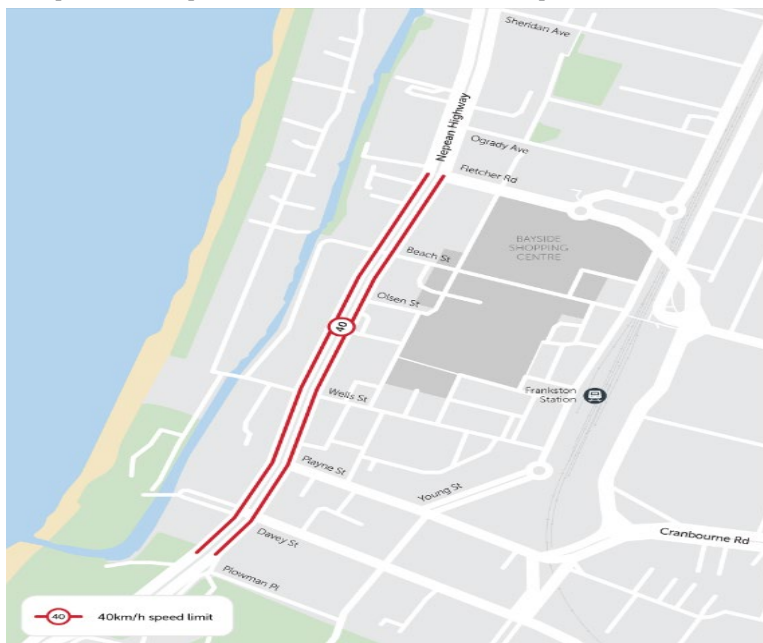 Sheridan Ave
Nepean Highway
Ogrady Ave
Fletcher Rd
BAYSIDE
SHOPPING
CENTRE
Beach St
Olsen St
40
Wells St
Frankston
Station
Playne St
Young St
Davey St
Cranbourne Rd
Plowman Pl
40 40km/h speed limit